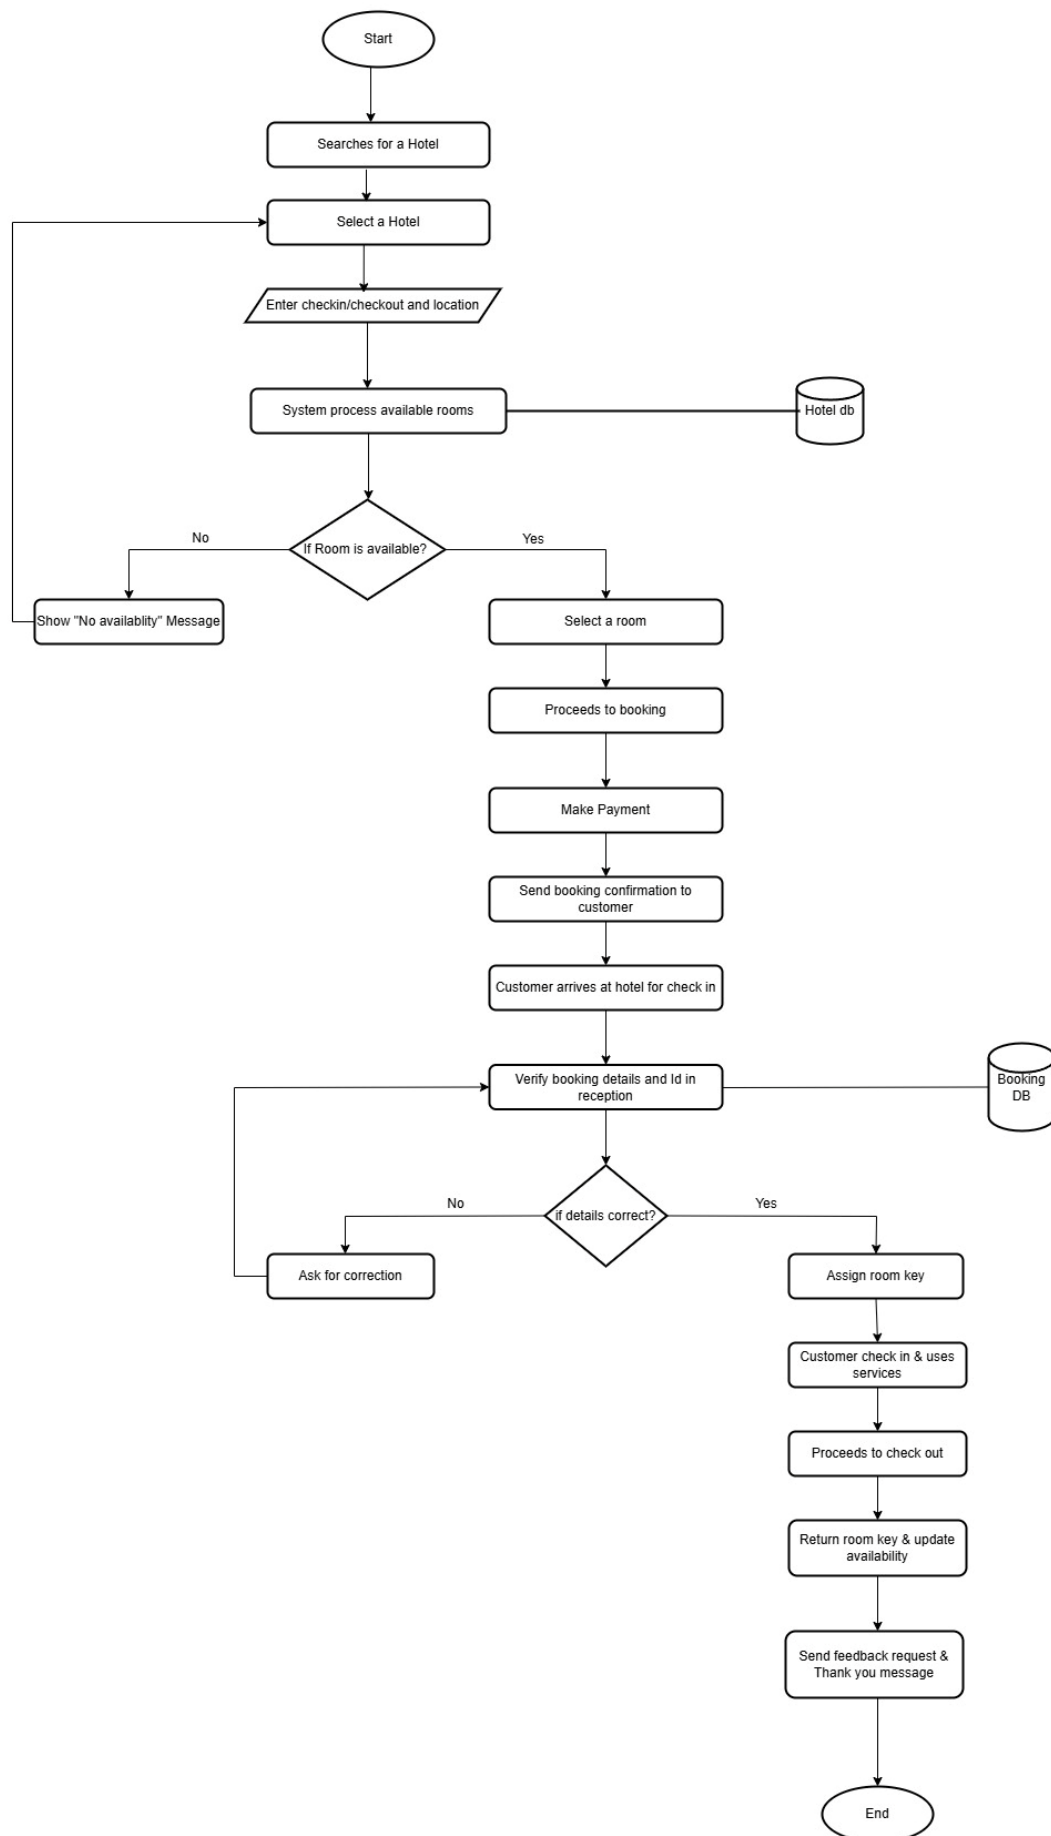 Start
Searches for a Hotel
Select a Hotel
Enter checkin/checkout and location
System process available rooms
Hotel db
If Room is available?
No
Yes
Show "No availablity" Message
Select a room
Proceeds to booking
Make Payment
Send booking confirmation to
customer
Customer arrives at hotel for check in
Verify booking details and Id in
reception
Booking
DB
if details correct?
No
Yes
Ask for correction
Assign room key
Customer check in & uses
services
Proceeds to check out
Return room key & update
availability
Send feedback request &
Thank you message
End